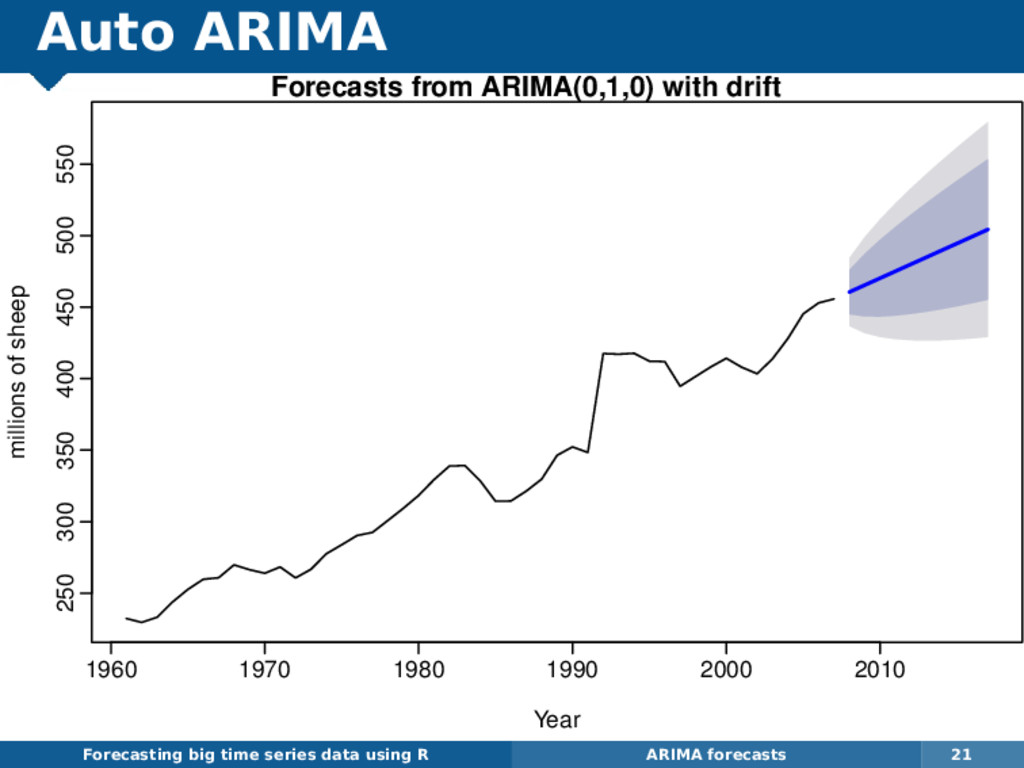 Auto ARIMA
Forecasts from ARIMA(0,1,0) with drift
millions of sheep
550
500
450
400
350
300
250
1960 1970 1980 1990 2000 2010
Year
Forecasting big time series data using R ARIMA forecasts 21